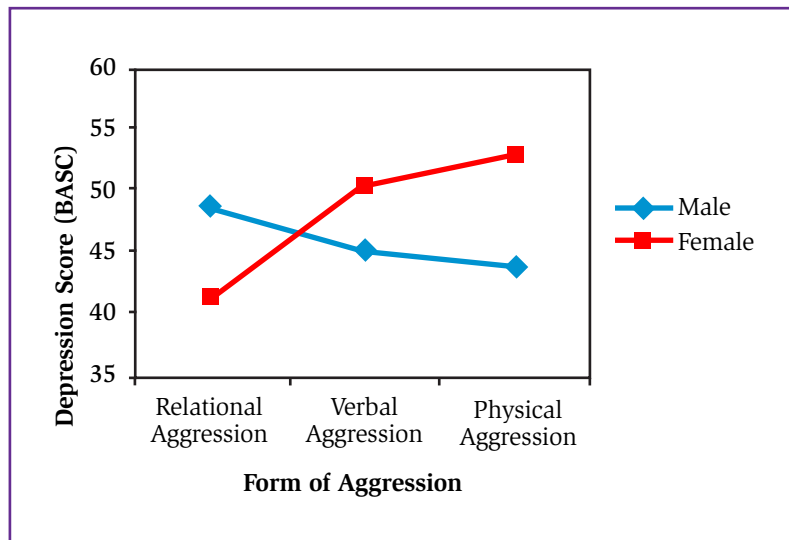 60
55
50
45
40
35
Depression Score (BASC)
Relational
Aggression
Verbal
Aggression
Physical
Aggression
Form of Aggression
Male
Female